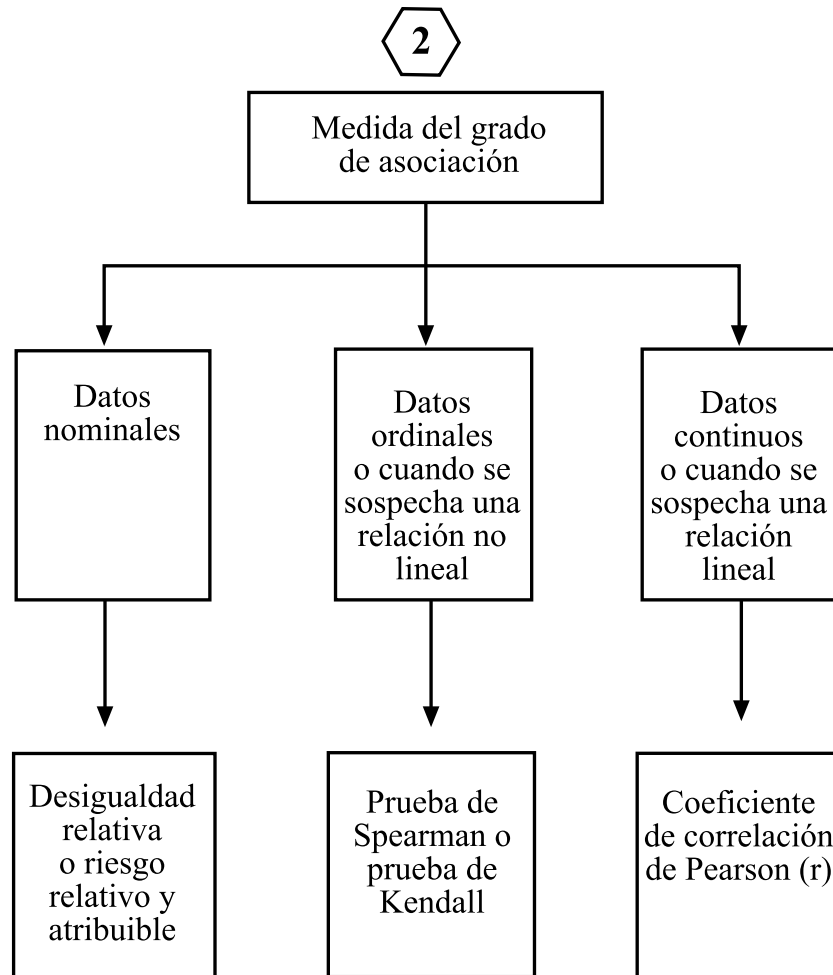 2
Medida del grado
de asociación
Datos
nominales
Datos
ordinales
o cuando se
sospecha una
relación no
lineal
Datos
continuos
o cuando se
sospecha una
relación
lineal
Desigualdad
relativa
o riesgo
relativo y
atribuible
Prueba de
Spearman o
prueba de
Kendall
Coeficiente
de correlación
de Pearson (r)